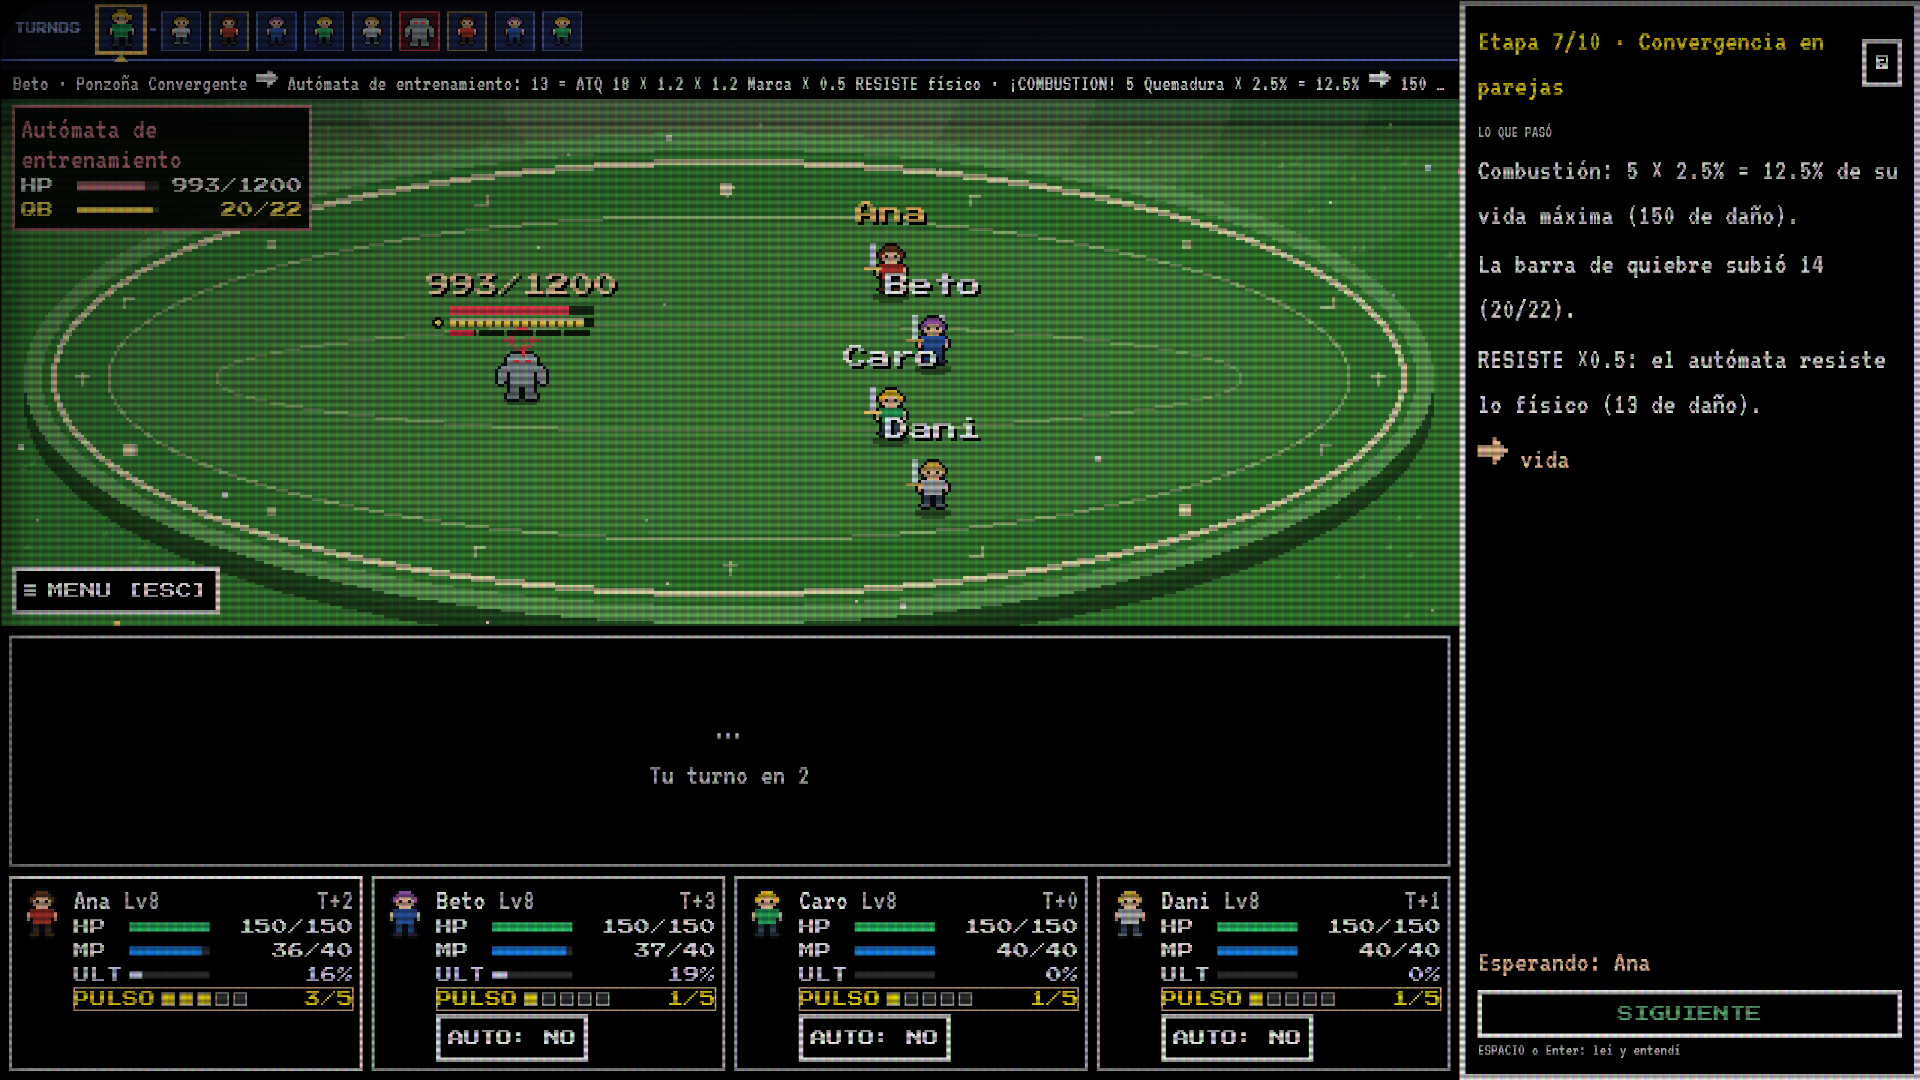 TURNOS
Beto · Ponzoña Convergente → Autómata de entrenamiento: 13 = ATQ 18 X 1.2 X 1.2 Marca X 0.5 RESISTE físico · ¡COMBUSTION! 5 Quemadura X 2.5% = 12.5% → 150 …
Autómata de
entrenamiento
HP 993/1200
QB 20/22
993/1200
Ana
Beto
Caro
Dani
≡ MENU [ESC]
...
Tu turno en 2
Ana Lv8 T+2
HP 150/150
MP 36/40
ULT 16%
PULSO 3/5
Beto Lv8 T+3
HP 150/150
MP 37/40
ULT 19%
PULSO 1/5
AUTO: NO
Caro Lv8 T+0
HP 150/150
MP 40/40
ULT 0%
PULSO 1/5
AUTO: NO
Dani Lv8 T+1
HP 150/150
MP 40/40
ULT 0%
PULSO 1/5
AUTO: NO
Etapa 7/10 · Convergencia en
parejas
LO QUE PASÓ
Combustión: 5 X 2.5% = 12.5% de su
vida máxima (150 de daño).
La barra de quiebre subió 14
(20/22).
RESISTE X0.5: el autómata resiste
lo físico (13 de daño).
→ vida
Esperando: Ana
SIGUIENTE
ESPACIO o Enter: leí y entendí